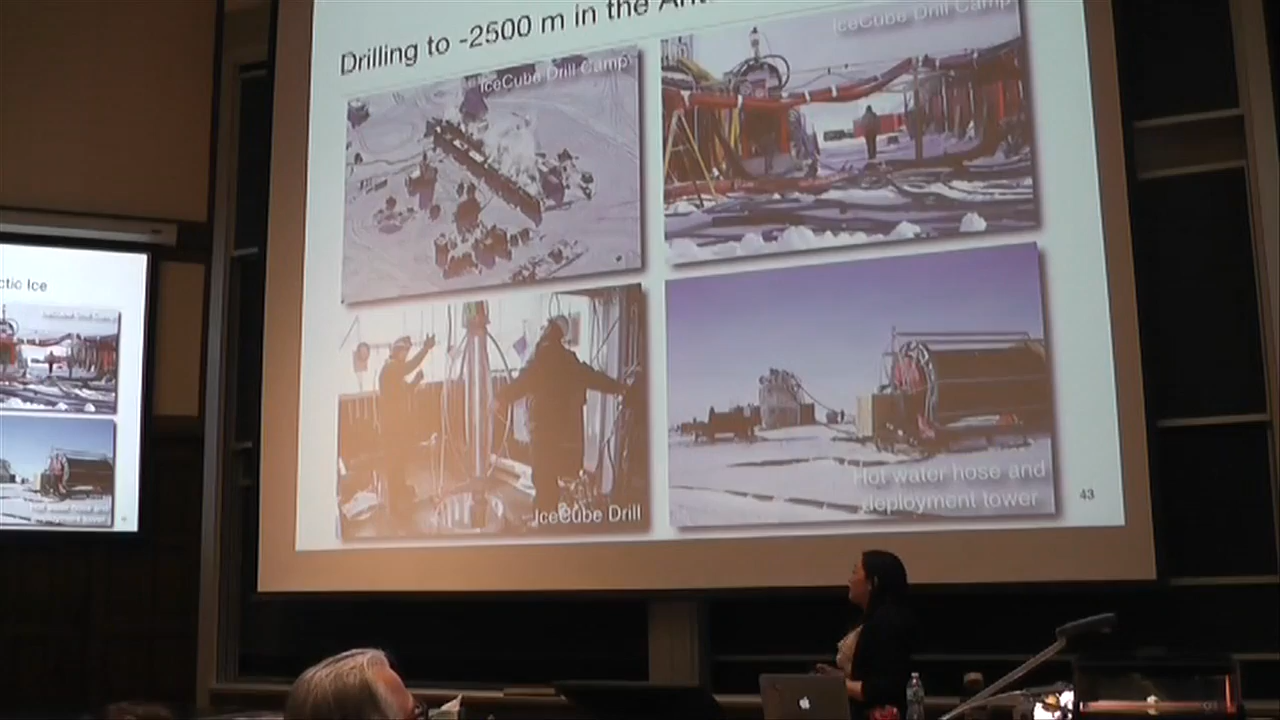 Drilling to -2500 m in the
IceCube Drill Camp
IceCube Drill Camp
IceCube Drill
Hot water hose and
deployment tower
43
ctic Ice